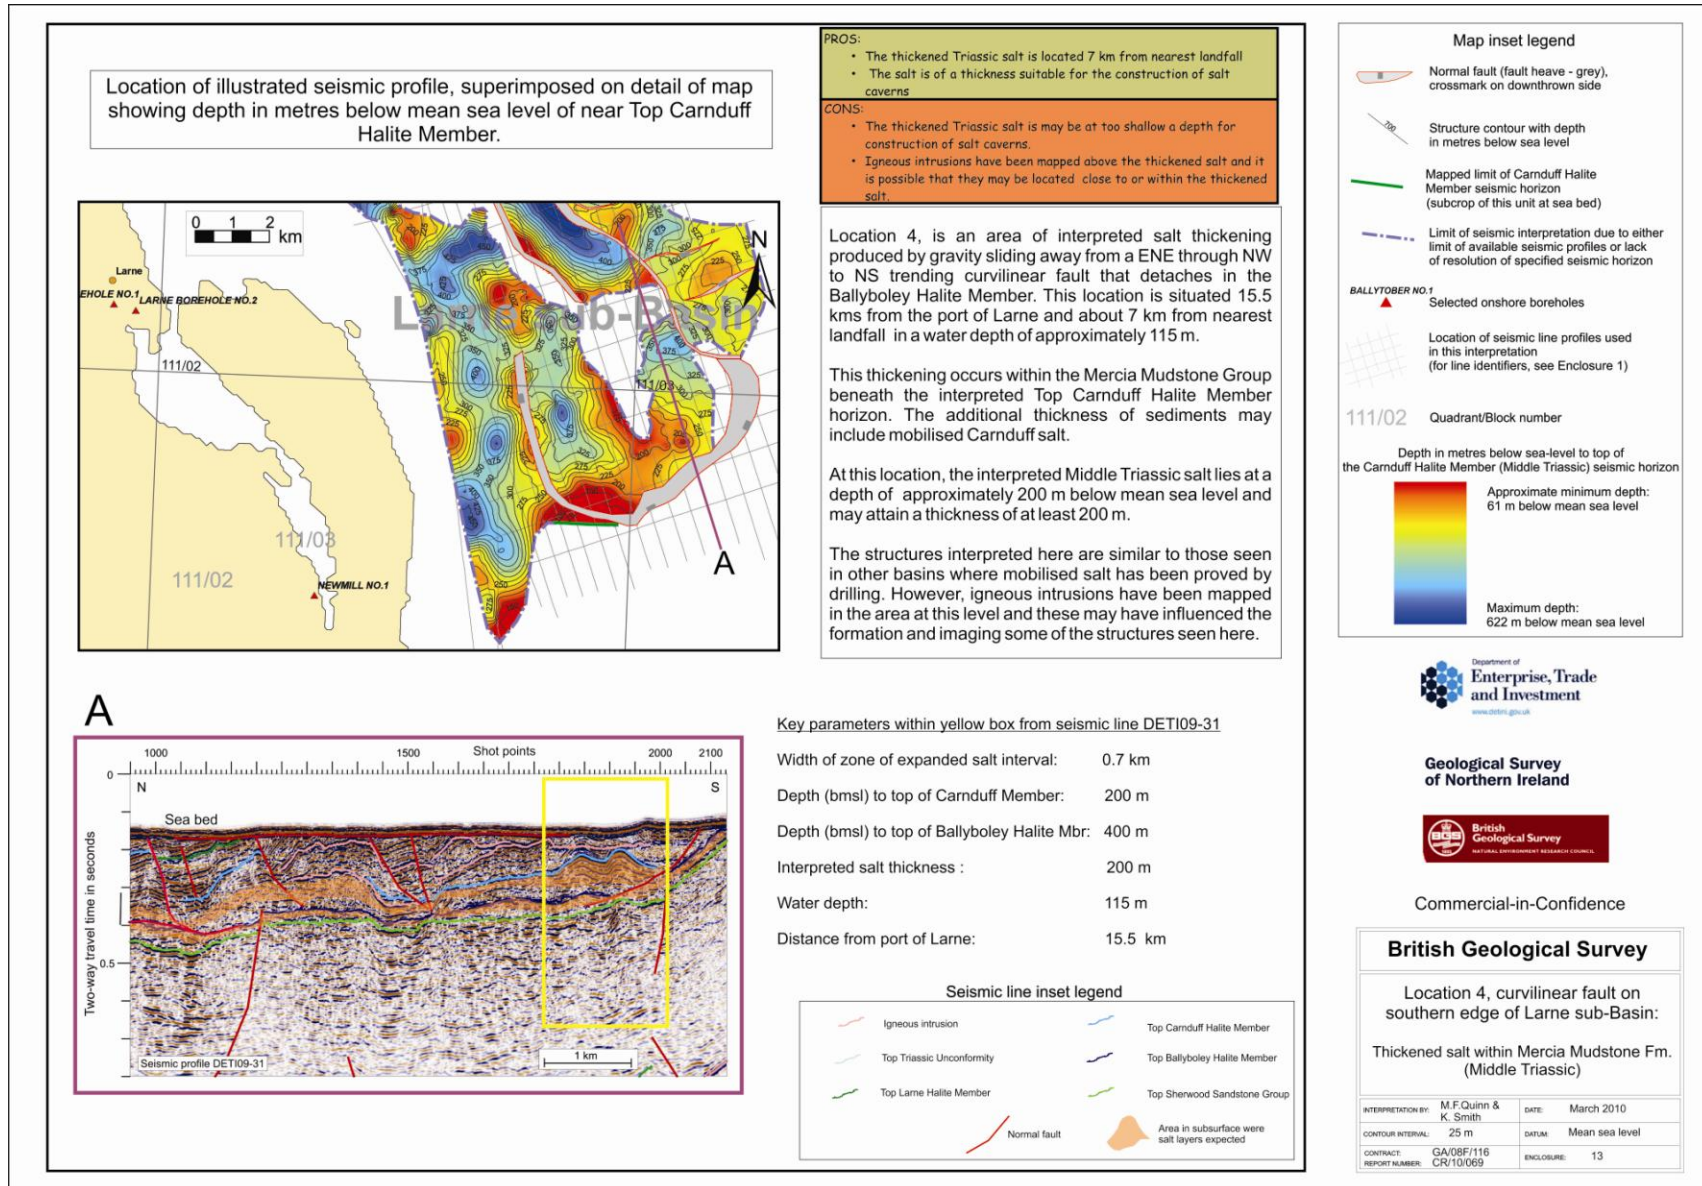 Location of illustrated seismic profile, superimposed on detail of map
showing depth in metres below mean sea level of near Top Carnduff
Halite Member.
PROS:
• The thickened Triassic salt is located 7 km from nearest landfall
• The salt is of a thickness suitable for the construction of salt
caverns
CONS:
• The thickened Triassic salt is may be at too shallow a depth for
construction of salt caverns.
• Igneous intrusions have been mapped above the thickened salt and it
is possible that they may be located close to or within the thickened
salt.
0 1 2
km
N
Larne
EHOLE NO.1
LARNE BOREHOLE NO.2
Larne Sub-Basin
111/02
111/03
111/03
111/02
NEWMILL NO.1
A
Location 4, is an area of interpreted salt thickening
produced by gravity sliding away from a ENE through NW
to NS trending curvilinear fault that detaches in the
Ballyboley Halite Member. This location is situated 15.5
kms from the port of Larne and about 7 km from nearest
landfall in a water depth of approximately 115 m.
This thickening occurs within the Mercia Mudstone Group
beneath the interpreted Top Carnduff Halite Member
horizon. The additional thickness of sediments may
include mobilised Carnduff salt.
At this location, the interpreted Middle Triassic salt lies at a
depth of approximately 200 m below mean sea level and
may attain a thickness of at least 200 m.
The structures interpreted here are similar to those seen
in other basins where mobilised salt has been proved by
drilling. However, igneous intrusions have been mapped
in the area at this level and these may have influenced the
formation and imaging some of the structures seen here.
A
1000 1500 Shot points 2000 2100
0
N S
Sea bed
0.5
Two-way travel time in seconds
Seismic profile DETI09-31
1 km
Key parameters within yellow box from seismic line DETI09-31
Width of zone of expanded salt interval: 0.7 km
Depth (bmsl) to top of Carnduff Member: 200 m
Depth (bmsl) to top of Ballyboley Halite Mbr: 400 m
Interpreted salt thickness : 200 m
Water depth: 115 m
Distance from port of Larne: 15.5 km
Seismic line inset legend
Igneous intrusion
Top Carnduff Halite Member
Top Triassic Unconformity
Top Ballyboley Halite Member
Top Larne Halite Member
Top Sherwood Sandstone Group
Normal fault
Area in subsurface were
salt layers expected
Map inset legend
Normal fault (fault heave - grey),
crossmark on downthrown side
700
Structure contour with depth
in metres below sea level
Mapped limit of Carnduff Halite
Member seismic horizon
(subcrop of this unit at sea bed)
Limit of seismic interpretation due to either
limit of available seismic profiles or lack
of resolution of specified seismic horizon
BALLYTOBER NO.1
Selected onshore boreholes
Location of seismic line profiles used
in this interpretation
(for line identifiers, see Enclosure 1)
111/02
Quadrant/Block number
Depth in metres below sea-level to top of
the Carnduff Halite Member (Middle Triassic) seismic horizon
Approximate minimum depth:
61 m below mean sea level
Maximum depth:
622 m below mean sea level
Department of
Enterprise, Trade
and Investment
www.detini.gov.uk
Geological Survey
of Northern Ireland
BGS
British
Geological Survey
NATURAL ENVIRONMENT RESEARCH COUNCIL
Commercial-in-Confidence
British Geological Survey
Location 4, curvilinear fault on
southern edge of Larne sub-Basin:
Thickened salt within Mercia Mudstone Fm.
(Middle Triassic)
INTERPRETATION BY: M.F.Quinn &
K. Smith
DATE: March 2010
CONTOUR INTERVAL: 25 m
DATUM: Mean sea level
CONTRACT: GA/08F/116
REPORT NUMBER: CR/10/069
ENCLOSURE: 13